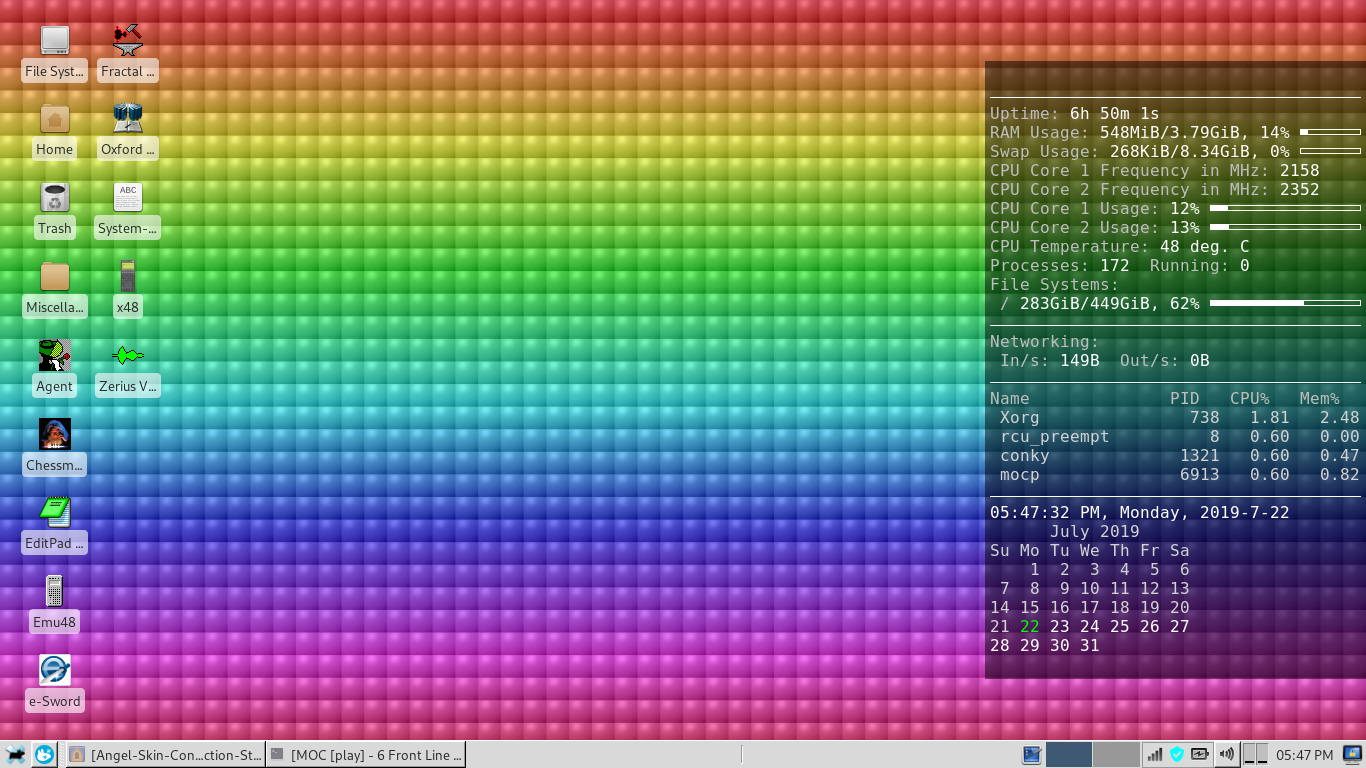 File Syst...
Fractal ...
Home
Oxford ...
Trash
ABC
System-...
Miscella...
x48
Agent
Zerius V...
Chessm...
EditPad ...
Emu48
e-Sword
Uptime: 6h 50m 1s
RAM Usage: 548MiB/3.79GiB, 14%
Swap Usage: 268KiB/8.34GiB, 0%
CPU Core 1 Frequency in MHz: 2158
CPU Core 2 Frequency in MHz: 2352
CPU Core 1 Usage: 12%
CPU Core 2 Usage: 13%
CPU Temperature: 48 deg. C
Processes: 172 Running: 0
File Systems:
/ 283GiB/449GiB, 62%
Networking:
In/s: 149B Out/s: 0B
Name PID CPU% Mem%
Xorg 738 1.81 2.48
rcu_preempt 8 0.60 0.00
conky 1321 0.60 0.47
mocp 6913 0.60 0.82
05:47:32 PM, Monday, 2019-7-22
July 2019
Su Mo Tu We Th Fr Sa
1 2 3 4 5 6
7 8 9 10 11 12 13
14 15 16 17 18 19 20
21 22 23 24 25 26 27
28 29 30 31
[Angel-Skin-Con...ction-St...
[MOC [play] - 6 Front Line ...
05:47 PM